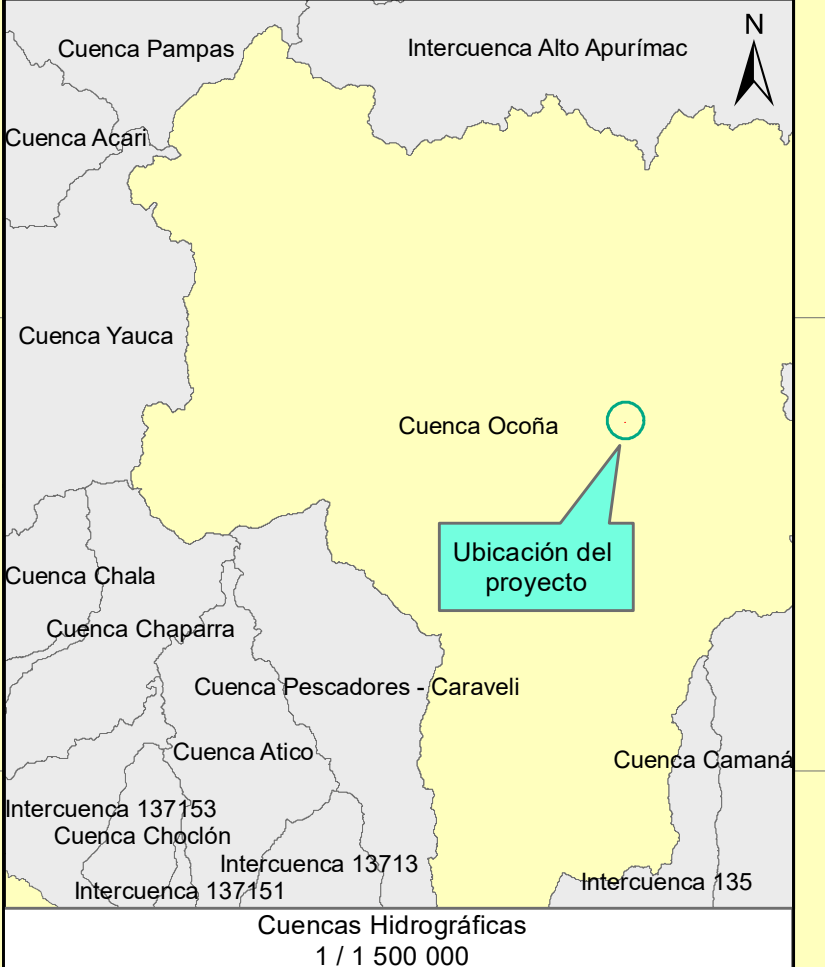 N
Cuenca Pampas
Intercuenca Alto Apurímac
Cuenca Acari
Cuenca Yauca
Cuenca Ocoña
Ubicación del
proyecto
Cuenca Chala
Cuenca Chaparra
Cuenca Pescadores - Caraveli
Cuenca Atico
Cuenca Camaná
Intercuenca 137153
Cuenca Choclón
Intercuenca 13713
Intercuenca 135
Intercuenca 137151
Cuencas Hidrográficas
1 / 1 500 000